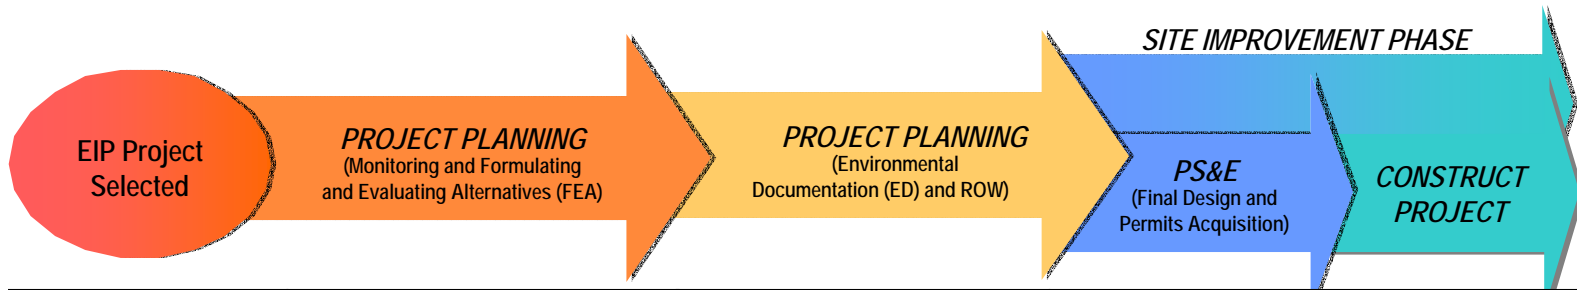 EIP Project
Selected
PROJECT PLANNING
(Monitoring and Formulating
and Evaluating Alternatives (FEA)
PROJECT PLANNING
(Environmental
Documentation (ED) and ROW)
SITE IMPROVEMENT PHASE
PS&E
(Final Design and
Permits Acquisition)
CONSTRUCT
PROJECT